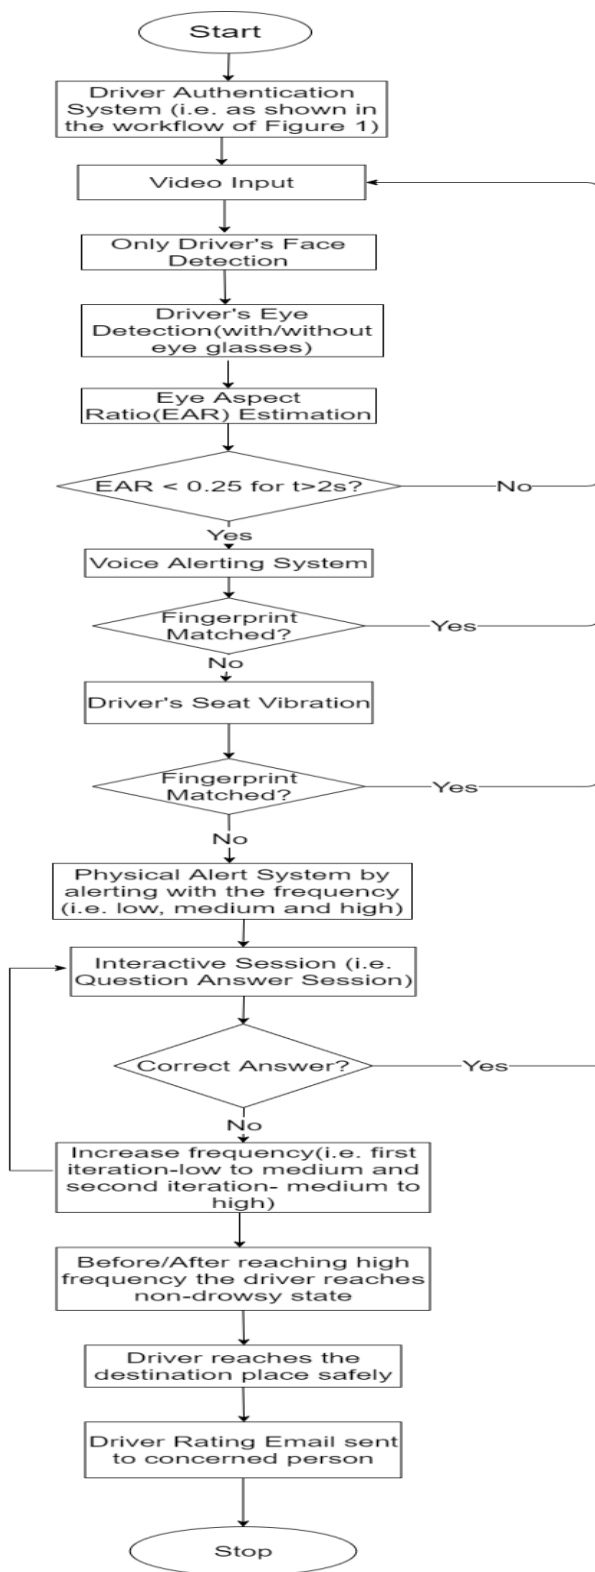 Start
Driver Authentication
System (i.e. as shown in
the workflow of Figure 1)
Video Input
Only Driver's Face
Detection
Driver's Eye
Detection(with/without
eye glasses)
Eye Aspect
Ratio(EAR) Estimation
EAR < 0.25 for t>2s?
No
Yes
Voice Alerting System
Fingerprint
Matched?
Yes
No
Driver's Seat Vibration
Fingerprint
Matched?
Yes
No
Physical Alert System by
alerting with the frequency
(i.e. low, medium and high)
Interactive Session (i.e.
Question Answer Session)
Correct Answer?
Yes
No
Increase frequency(i.e. first
iteration-low to medium and
second iteration- medium to
high)
Before/After reaching high
frequency the driver reaches
non-drowsy state
Driver reaches the
destination place safely
Driver Rating Email sent
to concerned person
Stop